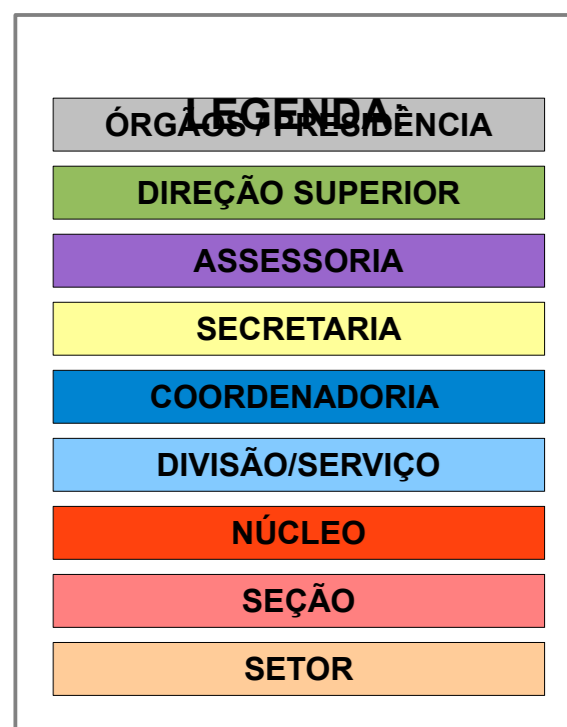 LEGENDA:
ÓRGÃOS / PRESIDÊNCIA
DIREÇÃO SUPERIOR
ASSESSORIA
SECRETARIA
COORDENADORIA
DIVISÃO/SERVIÇO
NÚCLEO
SEÇÃO
SETOR